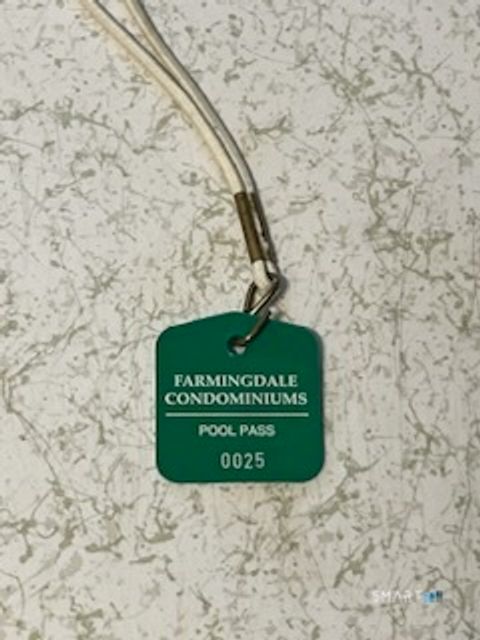 FARMINGDALE
CONDOMINIUMS
POOL PASS
0025
SMART